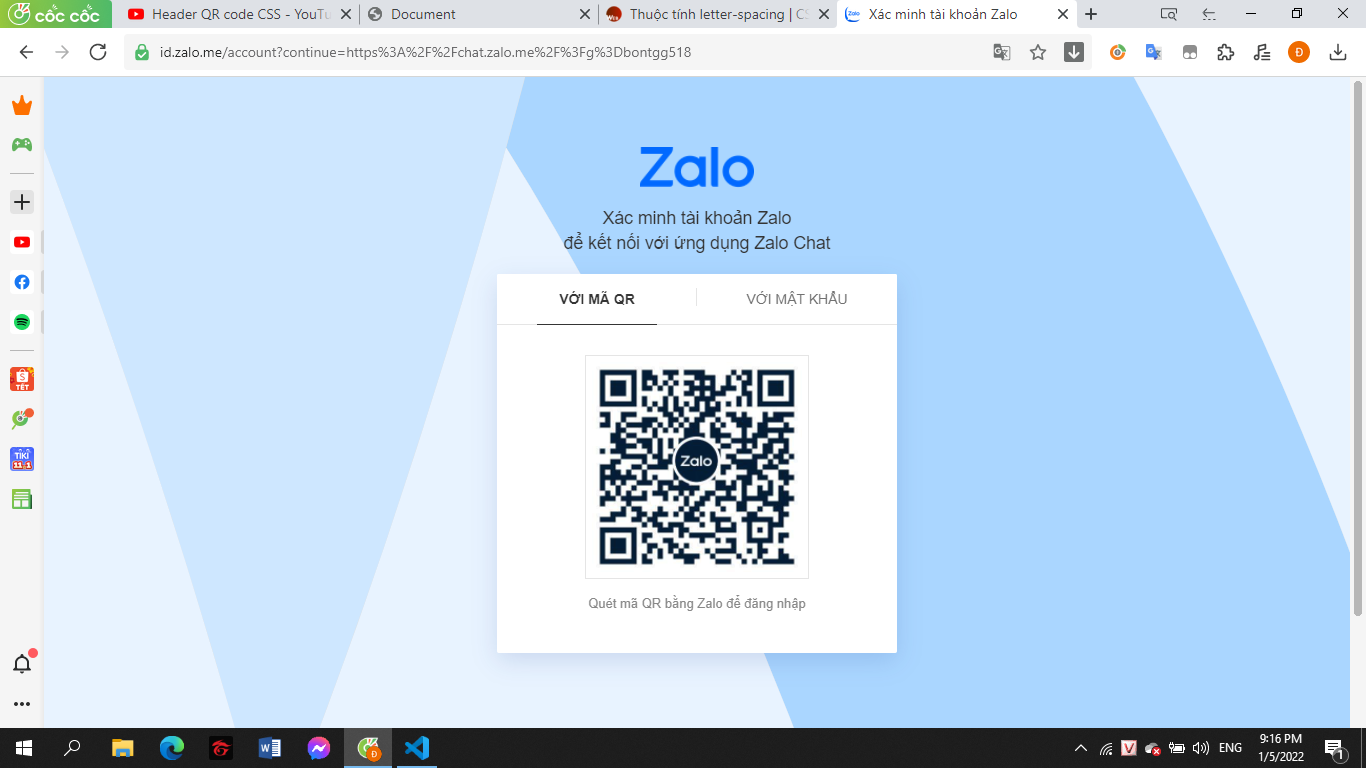 cốc cốc
Header QR code CSS - YouTu
Document
Thuộc tính letter-spacing | CS
Xác minh tài khoản Zalo
id.zalo.me/account?continue=https%3A%2F%2Fchat.zalo.me%2F%3Fg%3Dbontgg518
Đ
Zalo
Xác minh tài khoản Zalo
để kết nối với ứng dụng Zalo Chat
VỚI MÃ QR
VỚI MẬT KHẨU
Zalo
Quét mã QR bằng Zalo để đăng nhập
TẾT
TIKI
11.1
Đ
V
ENG
9:16 PM
1/5/2022
1